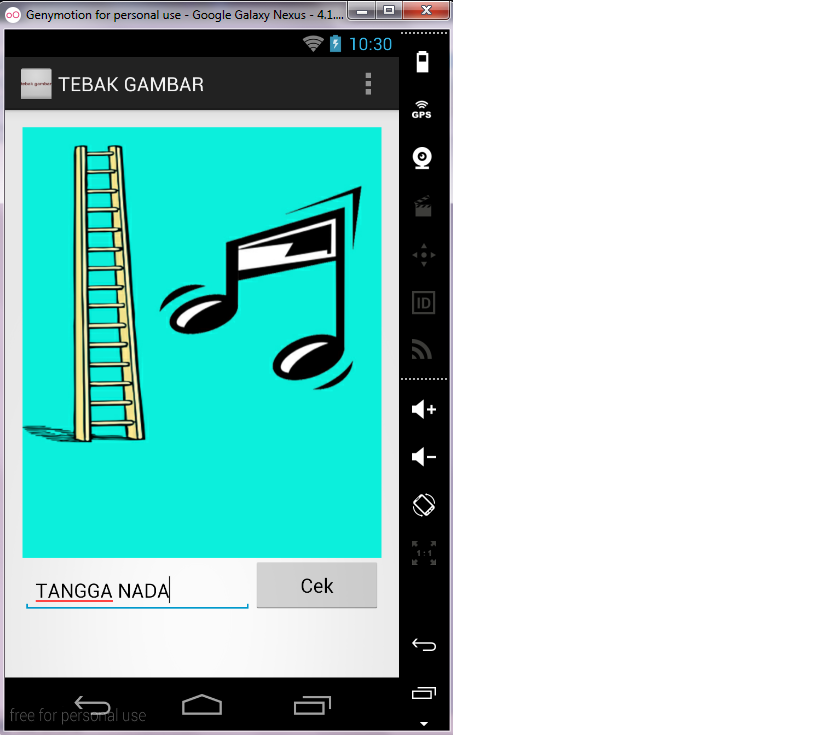 Genymotion for personal use - Google Galaxy Nexus - 4.1....
10:30
TEBAK GAMBAR
GPS
ID
1:1
TANGGA NADA
Cek
free for personal use